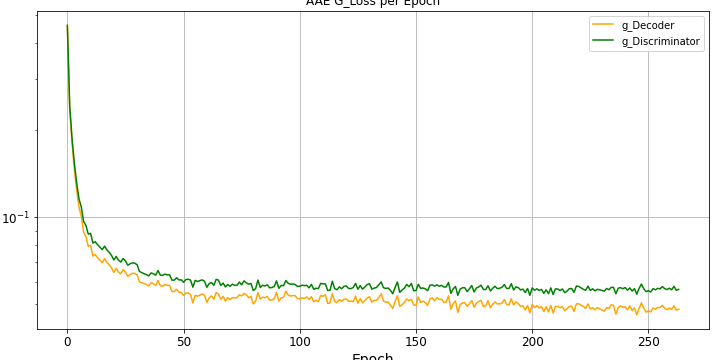 AAE G_Loss per Epoch
g_Decoder
g_Discriminator
10⁻¹
0 50 100 150 200 250
Epoch